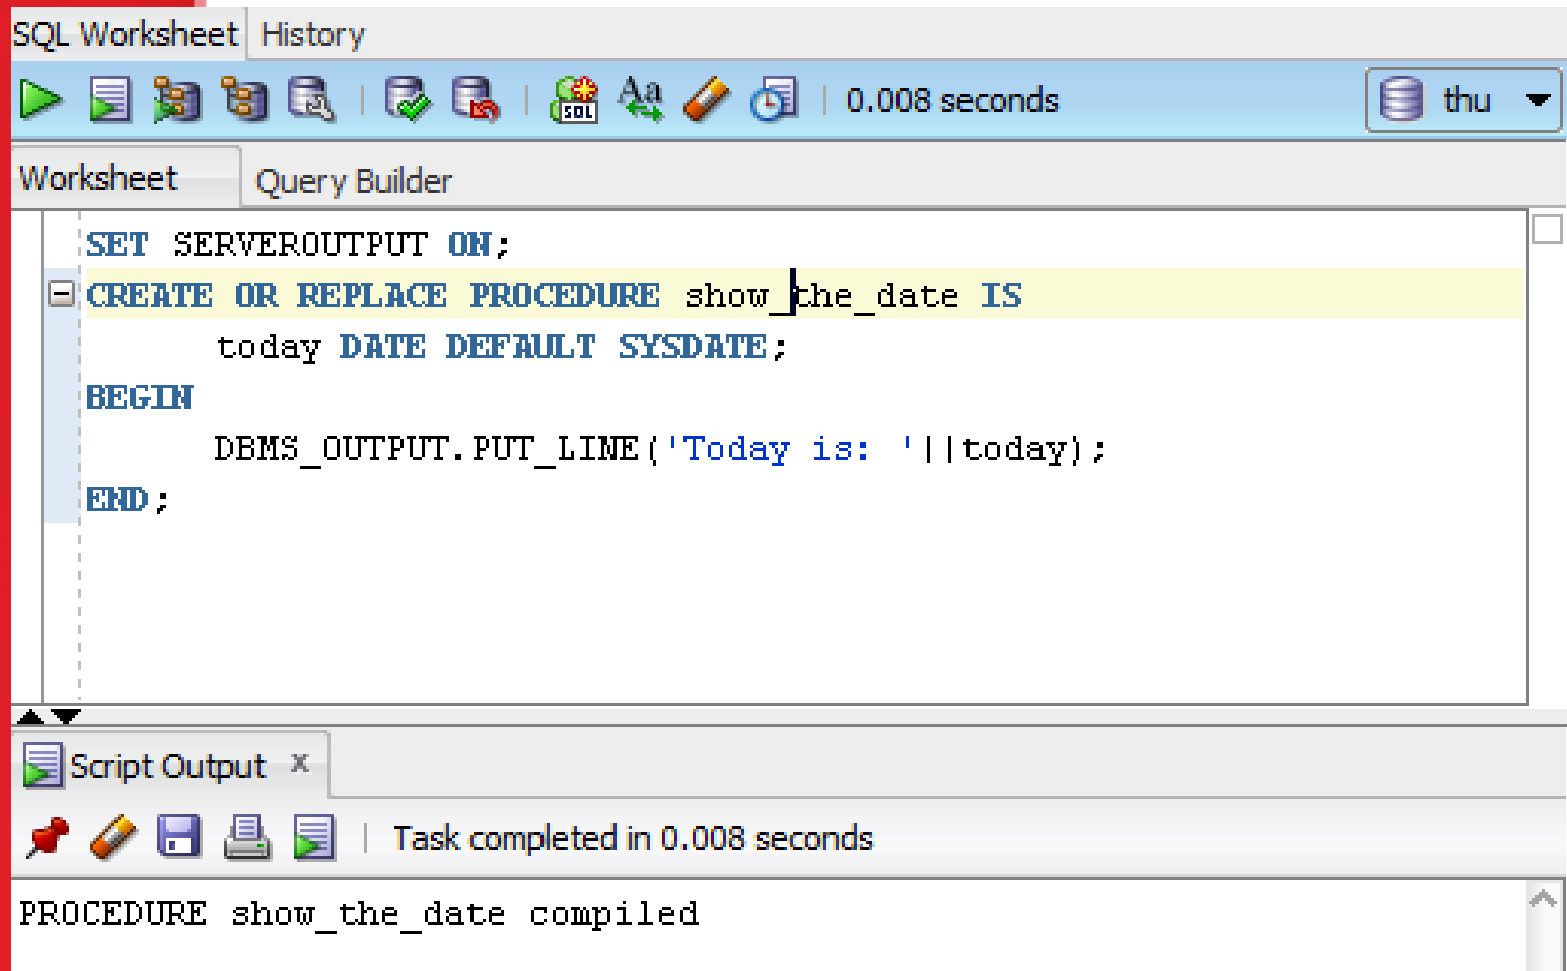 SQL Worksheet History
0.008 seconds thu
Worksheet Query Builder
SET SERVEROUTPUT ON;
CREATE OR REPLACE PROCEDURE show_the_date IS
today DATE DEFAULT SYSDATE;
BEGIN
DBMS_OUTPUT.PUT_LINE('Today is: '||today);
END;
Script Output x
Task completed in 0.008 seconds
PROCEDURE show_the_date compiled